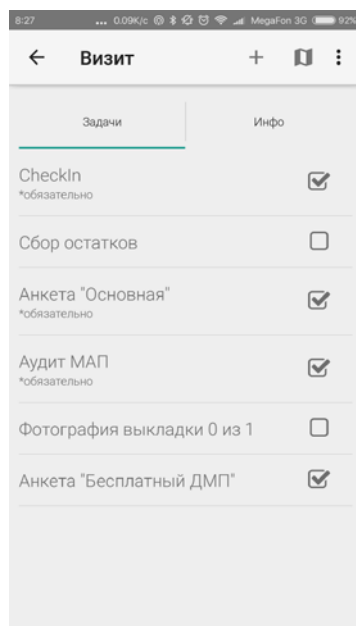 8:27 ... 0.09K/c MegaFon 3G 92%
Визит
Задачи Инфо
CheckIn
*обязательно
Сбор остатков
Анкета "Основная"
*обязательно
Аудит МАП
*обязательно
Фотография выкладки 0 из 1
Анкета "Бесплатный ДМП"